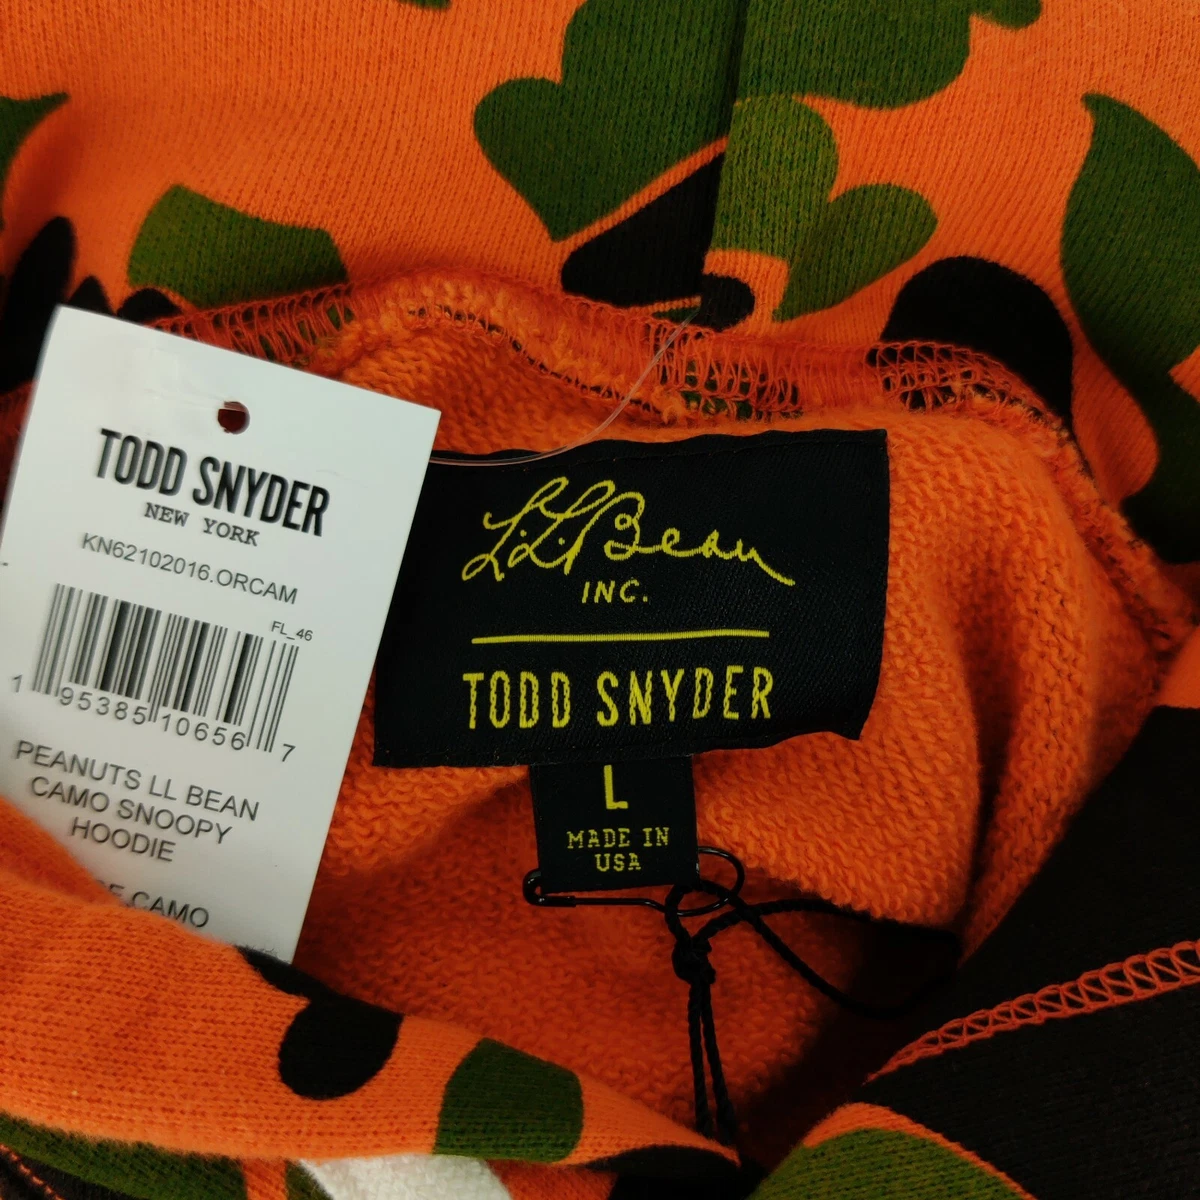 TODD SNYDER
NEW YORK
KN62102016.ORCAM
FL_46
1 95385 10656 7
PEANUTS LL BEAN
CAMO SNOOPY
HOODIE
CAMO
L.L.Bean
INC.
TODD SNYDER
L
MADE IN
USA